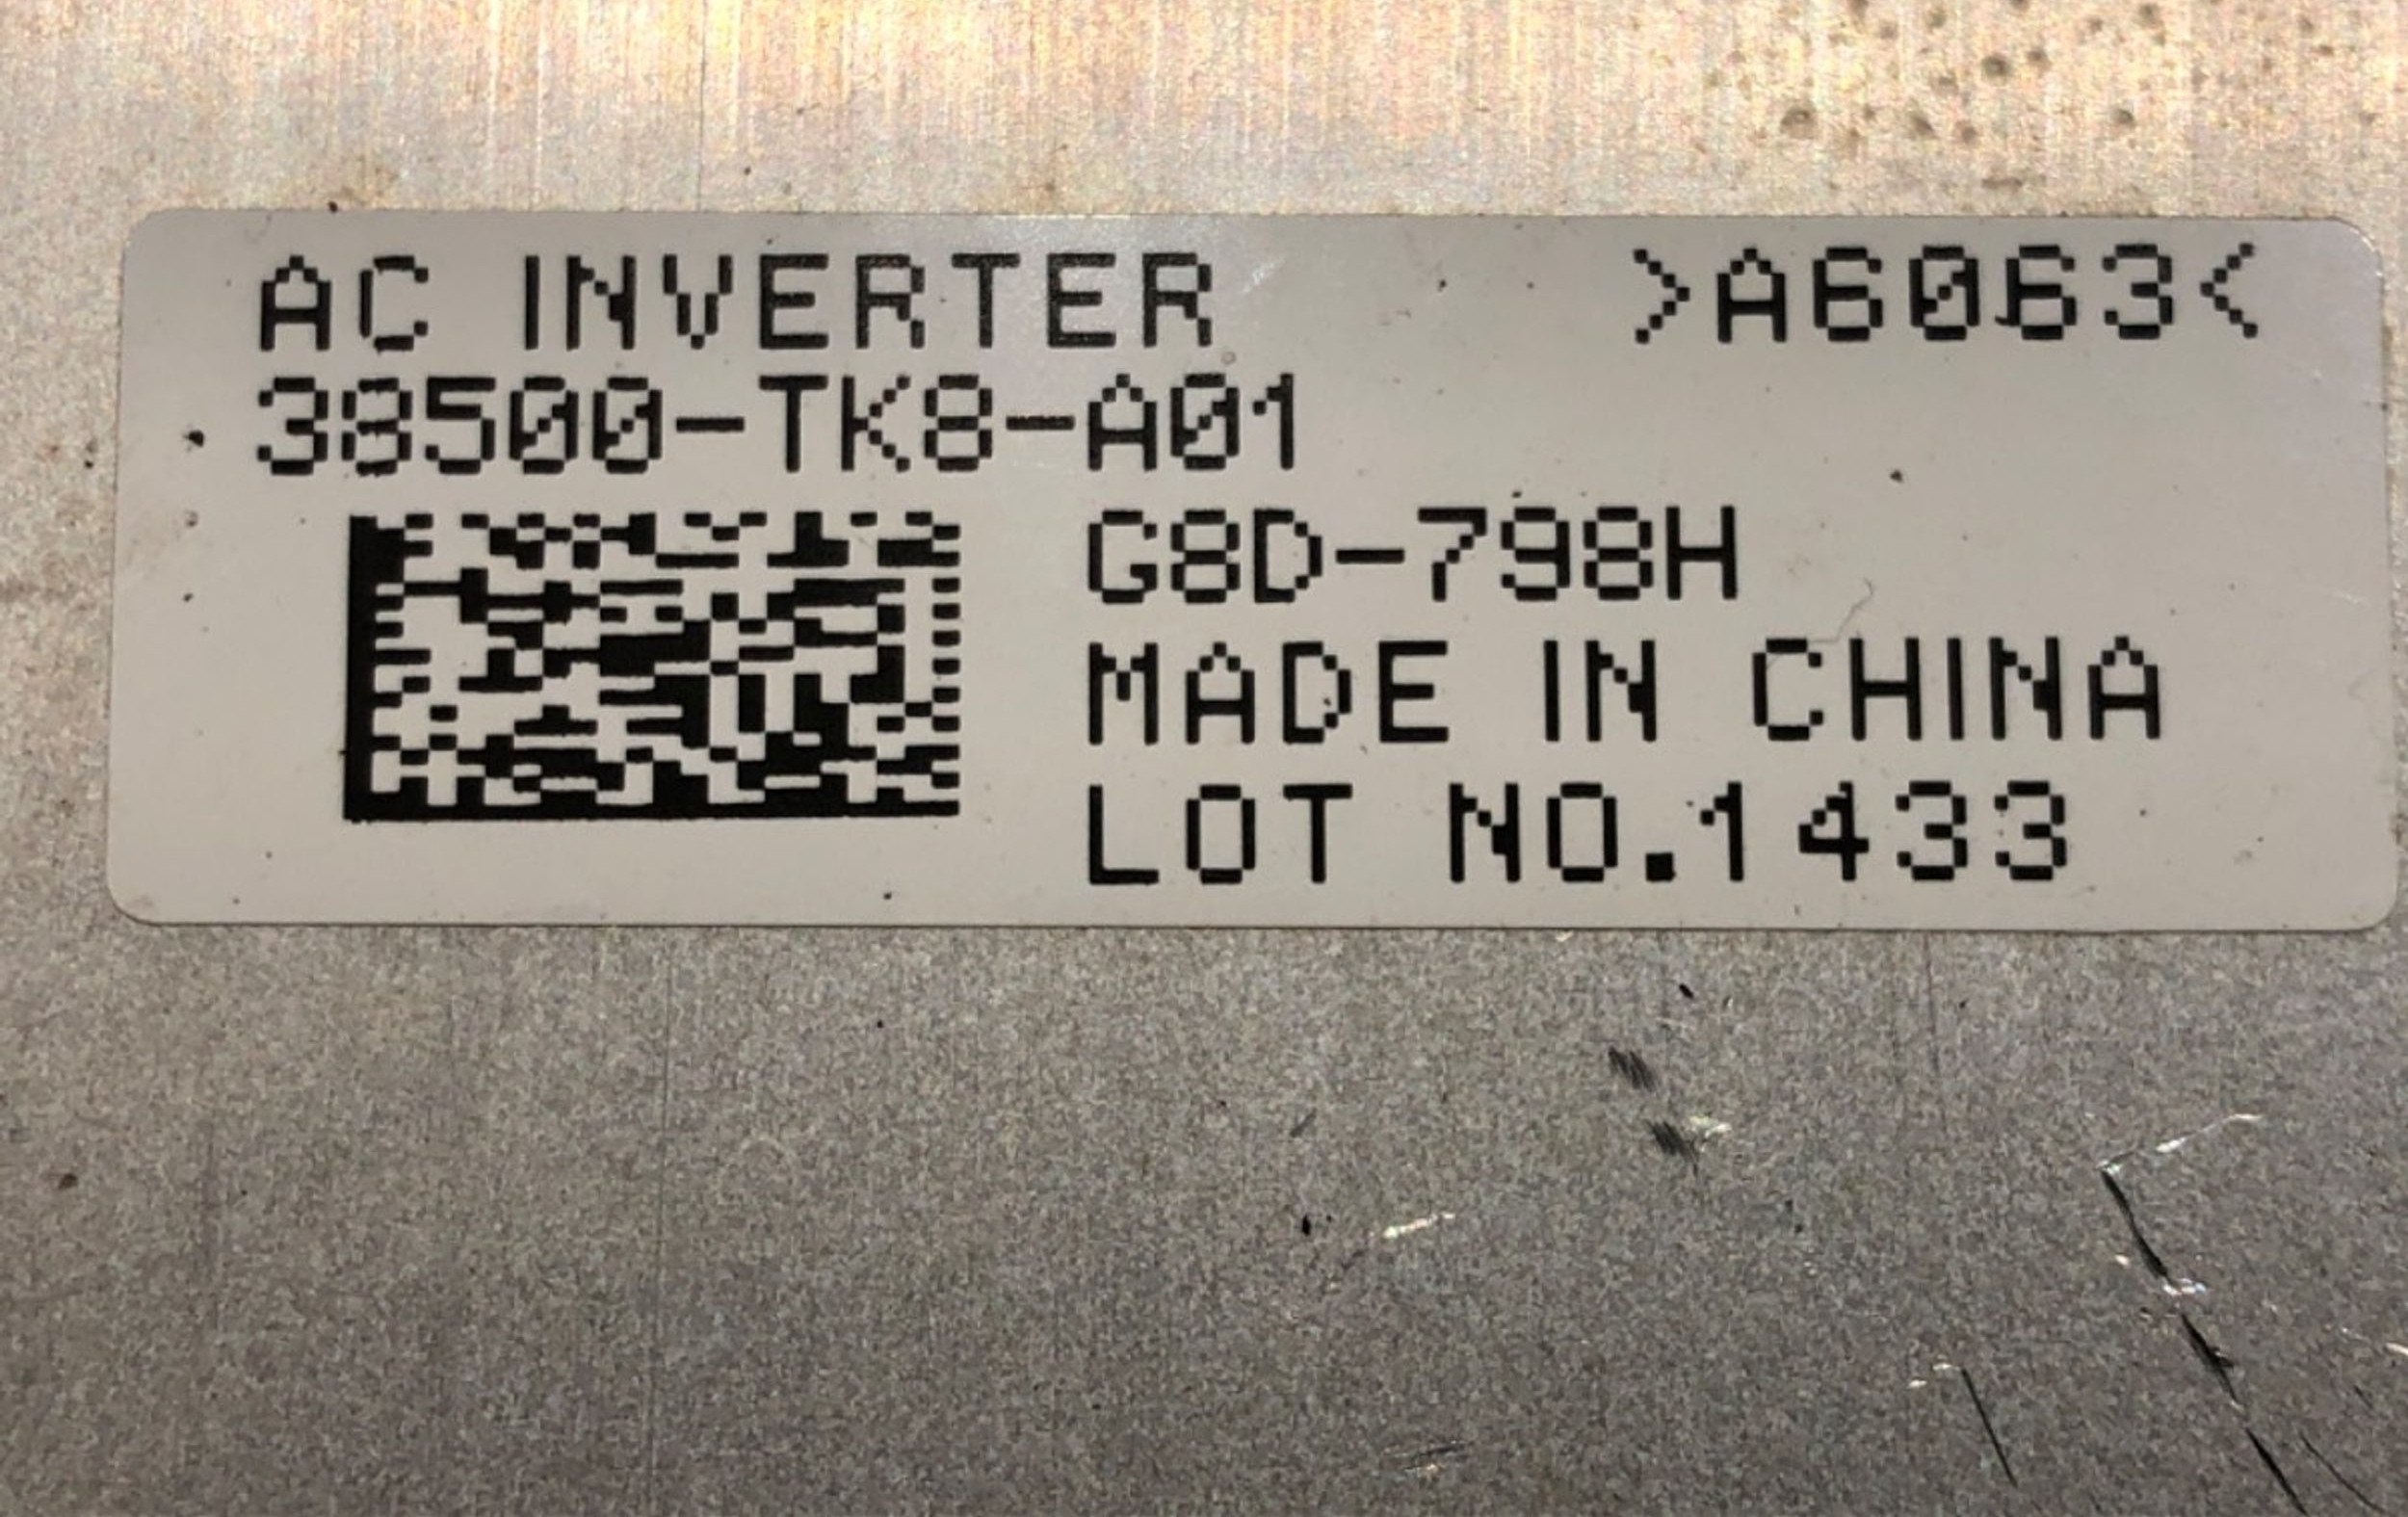 AC INVERTER >A6063<
38500-TK8-A01
G8D-798H
MADE IN CHINA
LOT NO.1433